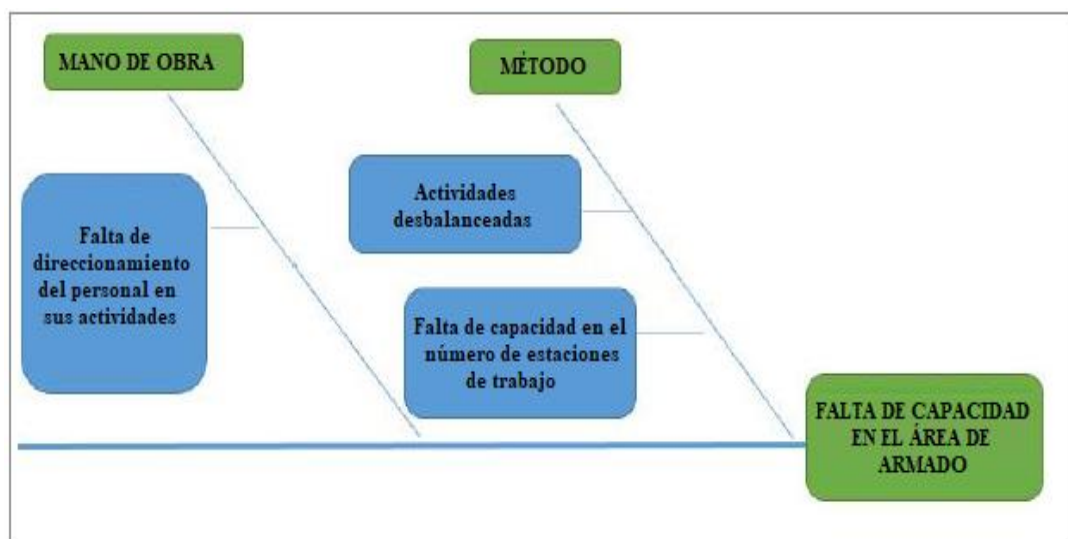 MANO DE OBRA
MÉTODO
Falta de
direccionamiento
del personal en
sus actividades
Actividades
desbalanceadas
Falta de capacidad en el
número de estaciones
de trabajo
FALTA DE CAPACIDAD
EN EL ÁREA DE
ARMADO